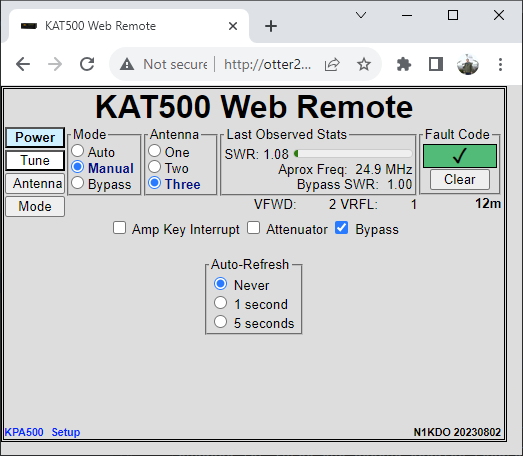 KAT500 Web Remote
Not secure http://otter2...
KAT500 Web Remote
Power
Tune
Antenna
Mode
Mode
Auto
Manual
Bypass
Antenna
One
Two
Three
Last Observed Stats
SWR: 1.08
Aprox Freq: 24.9 MHz
Bypass SWR: 1.00
Fault Code
✓
Clear
VFWD: 2 VRFL: 1 12m
Amp Key Interrupt Attenuator Bypass
Auto-Refresh
Never
1 second
5 seconds
KPA500 Setup N1KDO 20230802